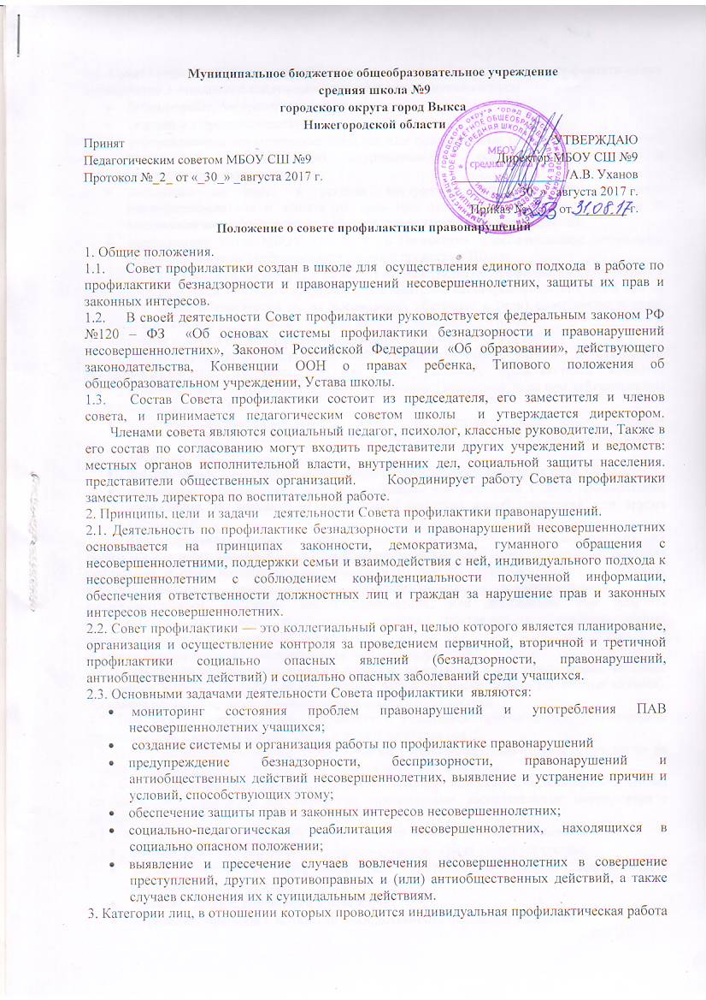 Муниципальное бюджетное общеобразовательное учреждение
средняя школа №9
городского округа город Выкса
Нижегородской области
Принят УТВЕРЖДАЮ
Педагогическим советом МБОУ СШ №9 Директор МБОУ СШ №9
Протокол №_2_ от «_30_» _августа 2017 г. А.В. Уханов
«_30_» августа 2017 г.
Приказ № от 31.08.17 г.
Положение о совете профилактики правонарушений
1. Общие положения.
1.1. Совет профилактики создан в школе для осуществления единого подхода в работе по
профилактики безнадзорности и правонарушений несовершеннолетних, защиты их прав и
законных интересов.
1.2. В своей деятельности Совет профилактики руководствуется федеральным законом РФ
№120 – ФЗ «Об основах системы профилактики безнадзорности и правонарушений
несовершеннолетних», Законом Российской Федерации «Об образовании», действующего
законодательства, Конвенции ООН о правах ребенка, Типового положения об
общеобразовательном учреждении, Устава школы.
1.3. Состав Совета профилактики состоит из председателя, его заместителя и членов
совета, и принимается педагогическим советом школы и утверждается директором.
Членами совета являются социальный педагог, психолог, классные руководители, Также в
его состав по согласованию могут входить представители других учреждений и ведомств:
местных органов исполнительной власти, внутренних дел, социальной защиты населения.
представители общественных организаций. Координирует работу Совета профилактики
заместитель директора по воспитательной работе.
2. Принципы, цели и задачи деятельности Совета профилактики правонарушений.
2.1. Деятельность по профилактике безнадзорности и правонарушений несовершеннолетних
основывается на принципах законности, демократизма, гуманного обращения с
несовершеннолетними, поддержки семьи и взаимодействия с ней, индивидуального подхода к
несовершеннолетним с соблюдением конфиденциальности полученной информации,
обеспечения ответственности должностных лиц и граждан за нарушение прав и законных
интересов несовершеннолетних.
2.2. Совет профилактики — это коллегиальный орган, целью которого является планирование,
организация и осуществление контроля за проведением первичной, вторичной и третичной
профилактики социально опасных явлений (безнадзорности, правонарушений,
антиобщественных действий) и социально опасных заболеваний среди учащихся.
2.3. Основными задачами деятельности Совета профилактики являются:
• мониторинг состояния проблем правонарушений и употребления ПАВ
несовершеннолетних учащихся;
• создание системы и организация работы по профилактике правонарушений
• предупреждение безнадзорности, беспризорности, правонарушений и
антиобщественных действий несовершеннолетних, выявление и устранение причин и
условий, способствующих этому;
• обеспечение защиты прав и законных интересов несовершеннолетних;
• социально-педагогическая реабилитация несовершеннолетних, находящихся в
социально опасном положении;
• выявление и пресечение случаев вовлечения несовершеннолетних в совершение
преступлений, других противоправных и (или) антиобщественных действий, а также
случаев склонения их к суицидальным действиям.
3. Категории лиц, в отношении которых проводится индивидуальная профилактическая работа